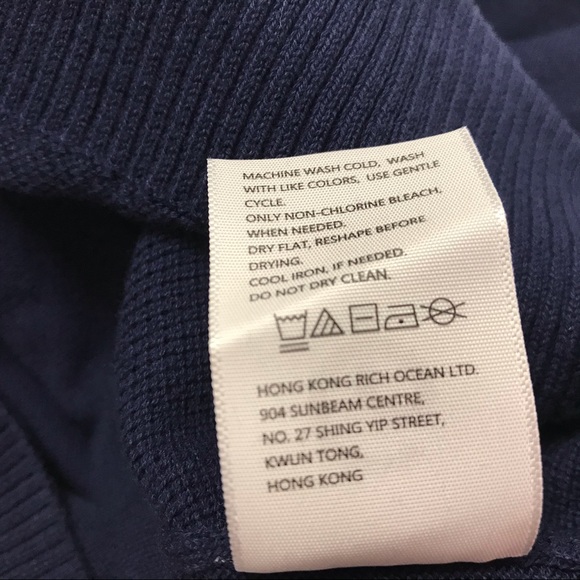 MACHINE WASH COLD, WASH
WITH LIKE COLORS, USE GENTLE
CYCLE.
ONLY NON-CHLORINE BLEACH,
WHEN NEEDED.
DRY FLAT, RESHAPE BEFORE
DRYING.
COOL IRON, IF NEEDED.
DO NOT DRY CLEAN.
HONG KONG RICH OCEAN LTD.
904 SUNBEAM CENTRE,
NO. 27 SHING YIP STREET,
KWUN TONG,
HONG KONG